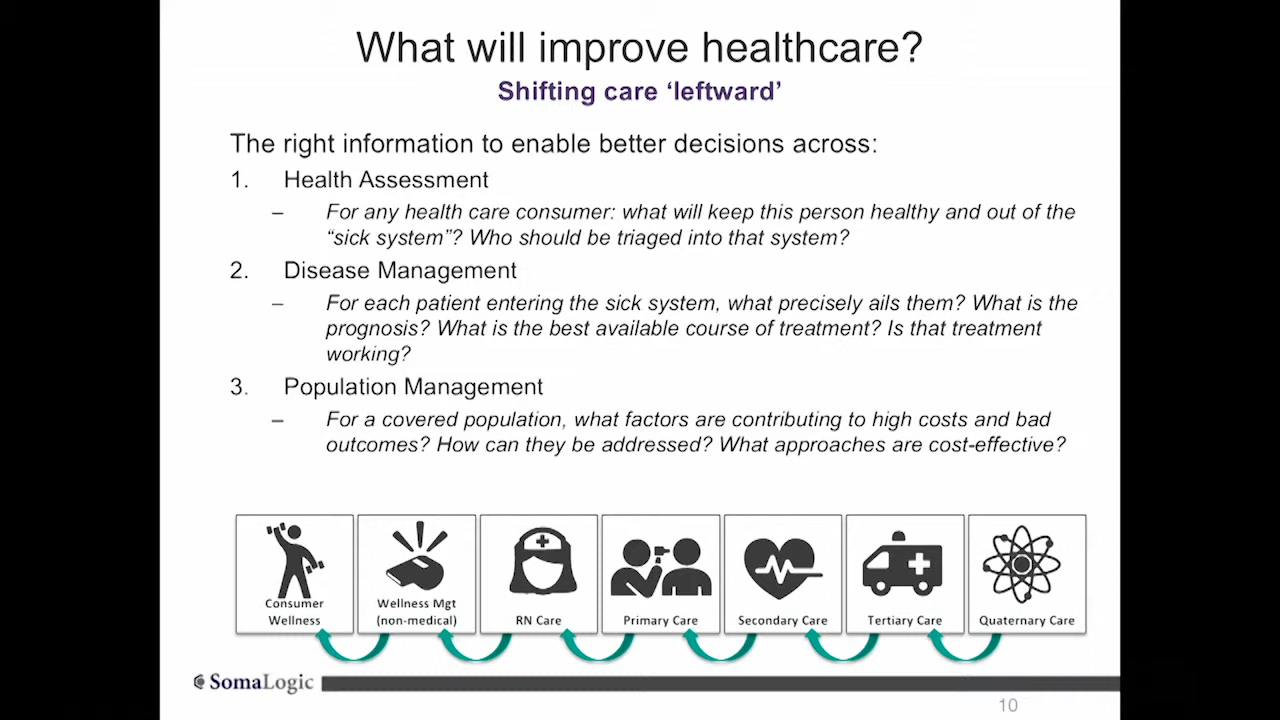 What will improve healthcare?
Shifting care ‘leftward’
The right information to enable better decisions across:
1. Health Assessment
– For any health care consumer: what will keep this person healthy and out of the
“sick system”? Who should be triaged into that system?
2. Disease Management
– For each patient entering the sick system, what precisely ails them? What is the
prognosis? What is the best available course of treatment? Is that treatment
working?
3. Population Management
– For a covered population, what factors are contributing to high costs and bad
outcomes? How can they be addressed? What approaches are cost-effective?
Consumer
Wellness
Wellness Mgt
(non-medical)
RN Care
Primary Care
Secondary Care
Tertiary Care
Quaternary Care
SomaLogic
10